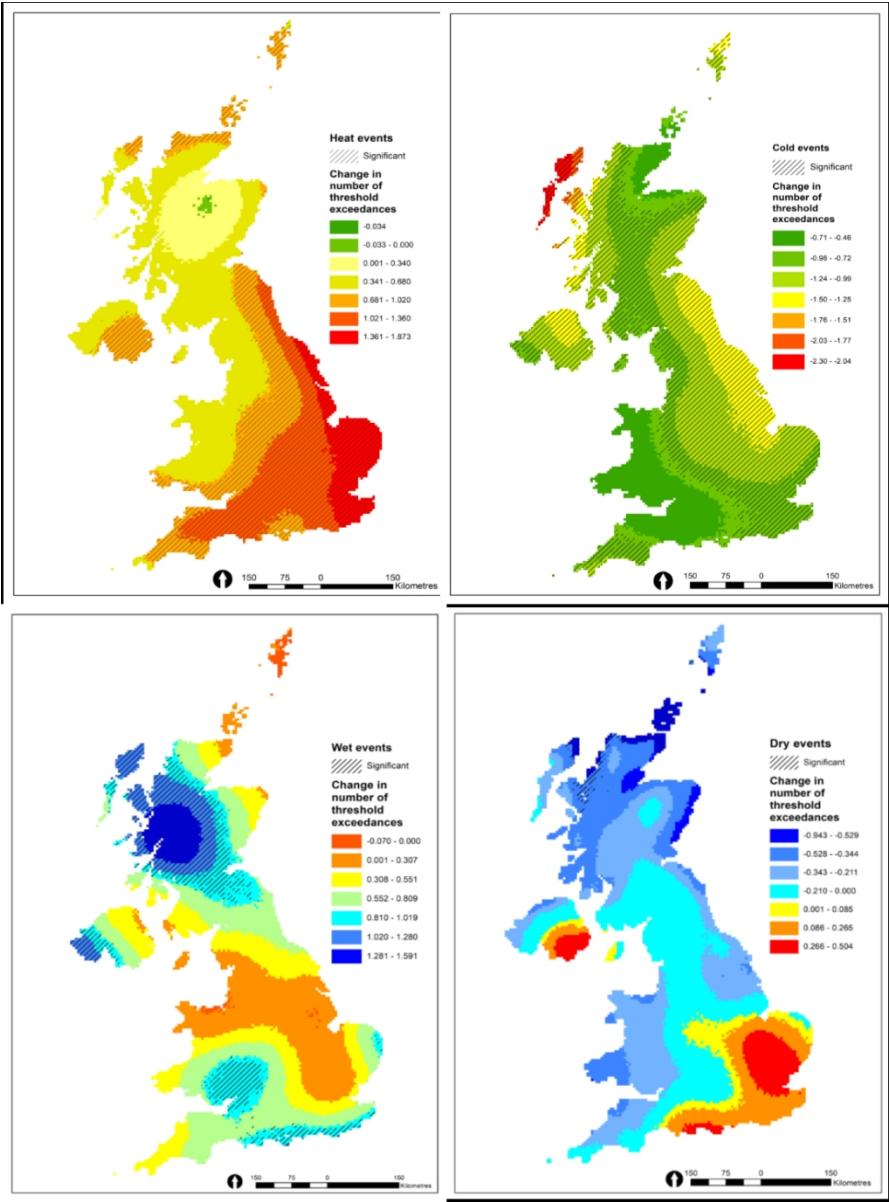 Heat events
Significant
Change in
number of
threshold
exceedances
-0.034
-0.033 - 0.000
0.001 - 0.340
0.341 - 0.680
0.681 - 1.020
1.021 - 1.360
1.361 - 1.873
150 75 0 150
Kilometres
Cold events
Significant
Change in
number of
threshold
exceedances
-0.71 - -0.46
-0.98 - -0.72
-1.24 - -0.99
-1.50 - -1.25
-1.76 - -1.51
-2.03 - -1.77
-2.30 - -2.04
150 75 0 150
Kilometres
Wet events
Significant
Change in
number of
threshold
exceedances
-0.070 - 0.000
0.001 - 0.307
0.308 - 0.551
0.552 - 0.809
0.810 - 1.019
1.020 - 1.280
1.281 - 1.591
150 75 0 150
Kilometres
Dry events
Significant
Change in
number of
threshold
exceedances
-0.943 - -0.529
-0.528 - -0.344
-0.343 - -0.211
-0.210 - 0.000
0.001 - 0.085
0.086 - 0.265
0.266 - 0.504
150 75 0 150
Kilometres